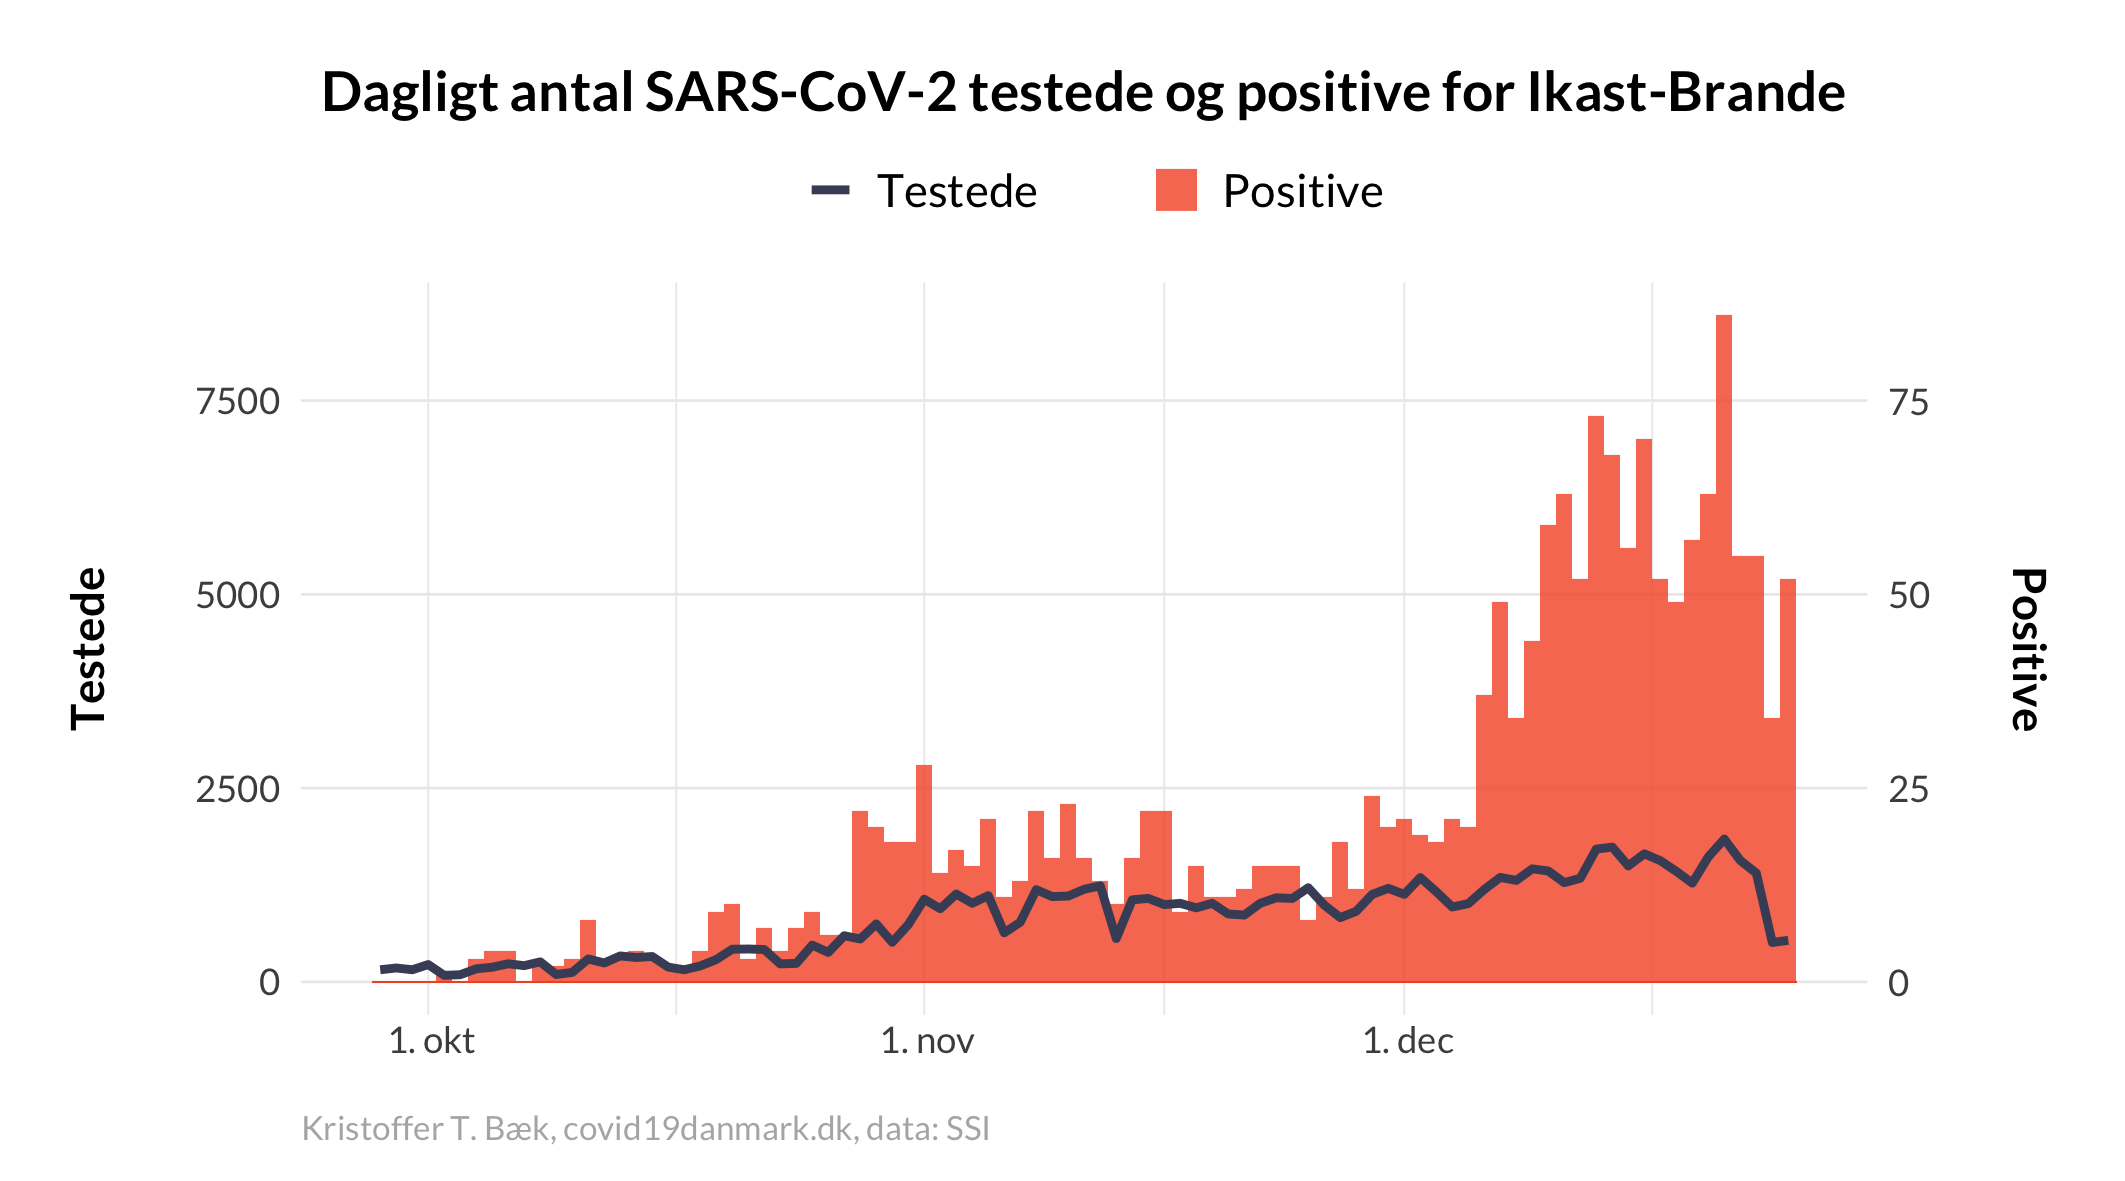 Dagligt antal SARS-CoV-2 testede og positive for Ikast-Brande
Testede
Positive
7500
5000
2500
0
Testede
75
50
25
0
Positive
1. okt
1. nov
1. dec
Kristoffer T. Bæk, covid19danmark.dk, data: SSI